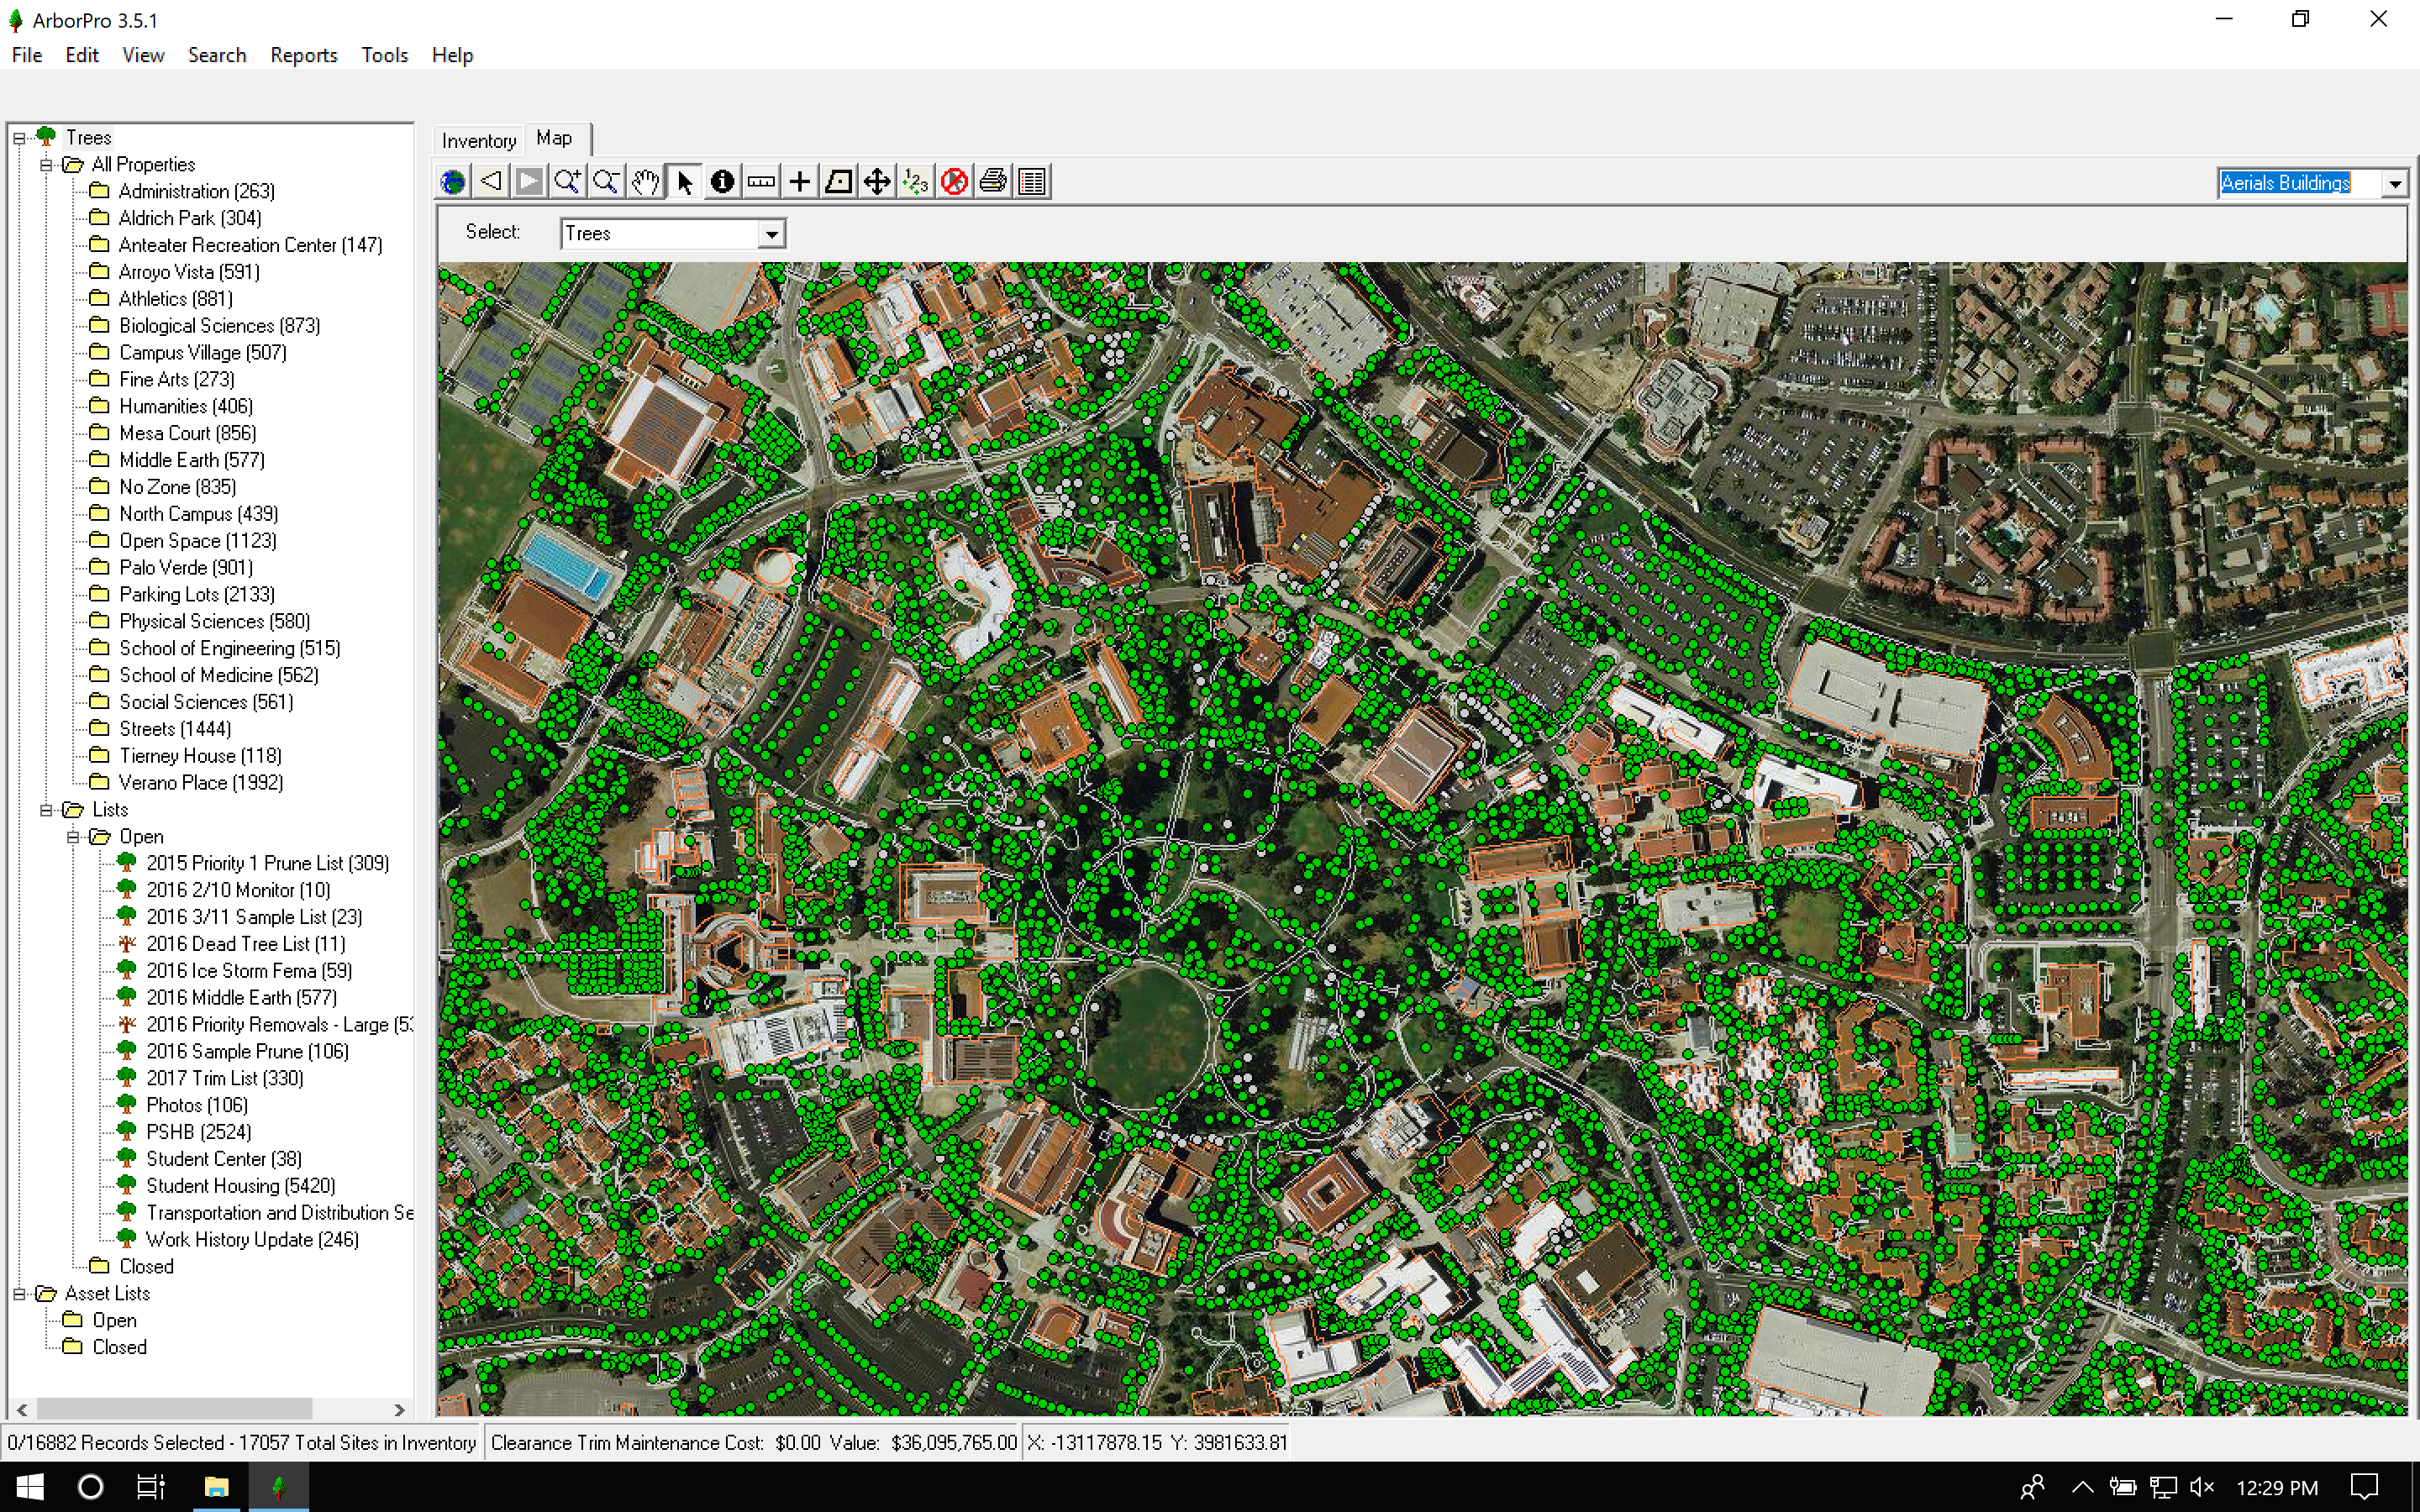 ArborPro 3.5.1
File Edit View Search Reports Tools Help
Trees
All Properties
Administration (263)
Aldrich Park (304)
Anteater Recreation Center (147)
Arroyo Vista (591)
Athletics (881)
Biological Sciences (873)
Campus Village (507)
Fine Arts (273)
Humanities (406)
Mesa Court (856)
Middle Earth (577)
No Zone (835)
North Campus (439)
Open Space (1123)
Palo Verde (901)
Parking Lots (2133)
Physical Sciences (580)
School of Engineering (515)
School of Medicine (562)
Social Sciences (561)
Streets (1444)
Tierney House (118)
Verano Place (1992)
Lists
Open
2015 Priority 1 Prune List (309)
2016 2/10 Monitor (10)
2016 3/11 Sample List (23)
2016 Dead Tree List (11)
2016 Ice Storm Fema (59)
2016 Middle Earth (577)
2016 Priority Removals - Large (53
2016 Sample Prune (106)
2017 Trim List (330)
Photos (106)
PSHB (2524)
Student Center (38)
Student Housing (5420)
Transportation and Distribution Se
Work History Update (246)
Closed
Asset Lists
Open
Closed
Inventory Map
123
Aerials Buildings
Select: Trees
0/16882 Records Selected - 17057 Total Sites in Inventory Clearance Trim Maintenance Cost: $0.00 Value: $36,095,765.00 X: -13117878.15 Y: 3981633.81
12:29 PM